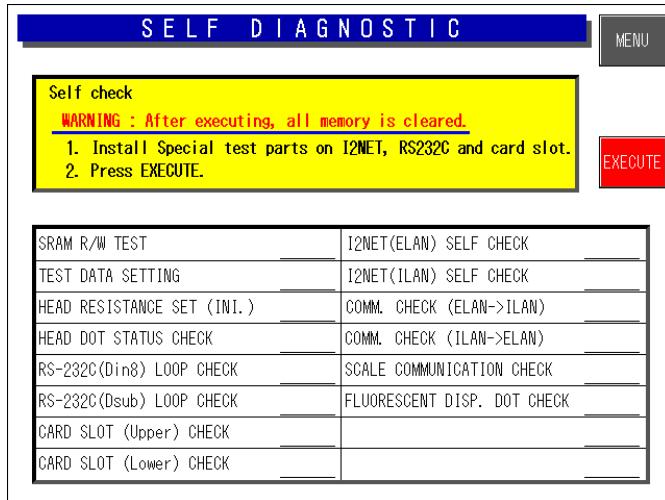 SELF DIAGNOSTIC
MENU
Self check
WARNING : After executing, all memory is cleared.
1. Install Special test parts on I2NET, RS232C and card slot.
2. Press EXECUTE.
EXECUTE
SRAM R/W TEST
I2NET(ELAN) SELF CHECK
TEST DATA SETTING
I2NET(ILAN) SELF CHECK
HEAD RESISTANCE SET (INI.)
COMM. CHECK (ELAN->ILAN)
HEAD DOT STATUS CHECK
COMM. CHECK (ILAN->ELAN)
RS-232C(Din8) LOOP CHECK
SCALE COMMUNICATION CHECK
RS-232C(Dsub) LOOP CHECK
FLUORESCENT DISP. DOT CHECK
CARD SLOT (Upper) CHECK
CARD SLOT (Lower) CHECK